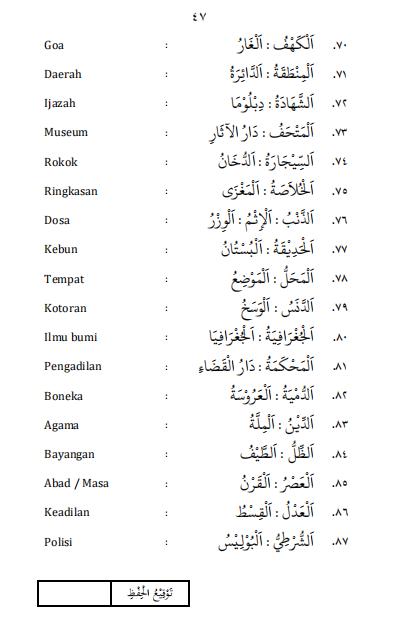 ٤٧
٧٠. اَلْكَهْفُ : اَلْغَارُ : Goa
٧١. اَلْمِنْطَقَةُ : اَلدَّائِرَةُ : Daerah
٧٢. اَلشَّهَادَةُ : دِبْلُومَا : Ijazah
٧٣. اَلْمَتْحَفُ : دَارُ الآثَارِ : Museum
٧٤. اَلسِّيْجَارَةُ : اَلدُّخَانُ : Rokok
٧٥. اَلْخُلاَصَةُ : اَلْمَغْزَى : Ringkasan
٧٦. اَلذَّنْبُ : اَلْإِثْمُ : اَلْوِزْرُ : Dosa
٧٧. اَلْحَدِيْقَةُ : اَلْبُسْتَانُ : Kebun
٧٨. اَلْمَحَلُّ : اَلْمَوْضِعُ : Tempat
٧٩. اَلدَّنَسُ : اَلْوَسَخُ : Kotoran
٨٠. اَلْجُغْرَافِيَةُ : اَلْجُغْرَافِيَا : Ilmu bumi
٨١. اَلْمَحْكَمَةُ : دَارُ الْقَضَاءِ : Pengadilan
٨٢. اَلدُّمْيَةُ : اَلْعَرُوْسَةُ : Boneka
٨٣. اَلدِّيْنُ : اَلْمِلَّةُ : Agama
٨٤. اَلظِّلُّ : اَلطَّيْفُ : Bayangan
٨٥. اَلْعَصْرُ : اَلْقَرْنُ : Abad / Masa
٨٦. اَلْعَدْلُ : اَلْقِسْطُ : Keadilan
٨٧. اَلشُّرْطِيُّ : اَلْبُوْلِيْسُ : Polisi
تَوْقِيْعُ الْحِفْظِ